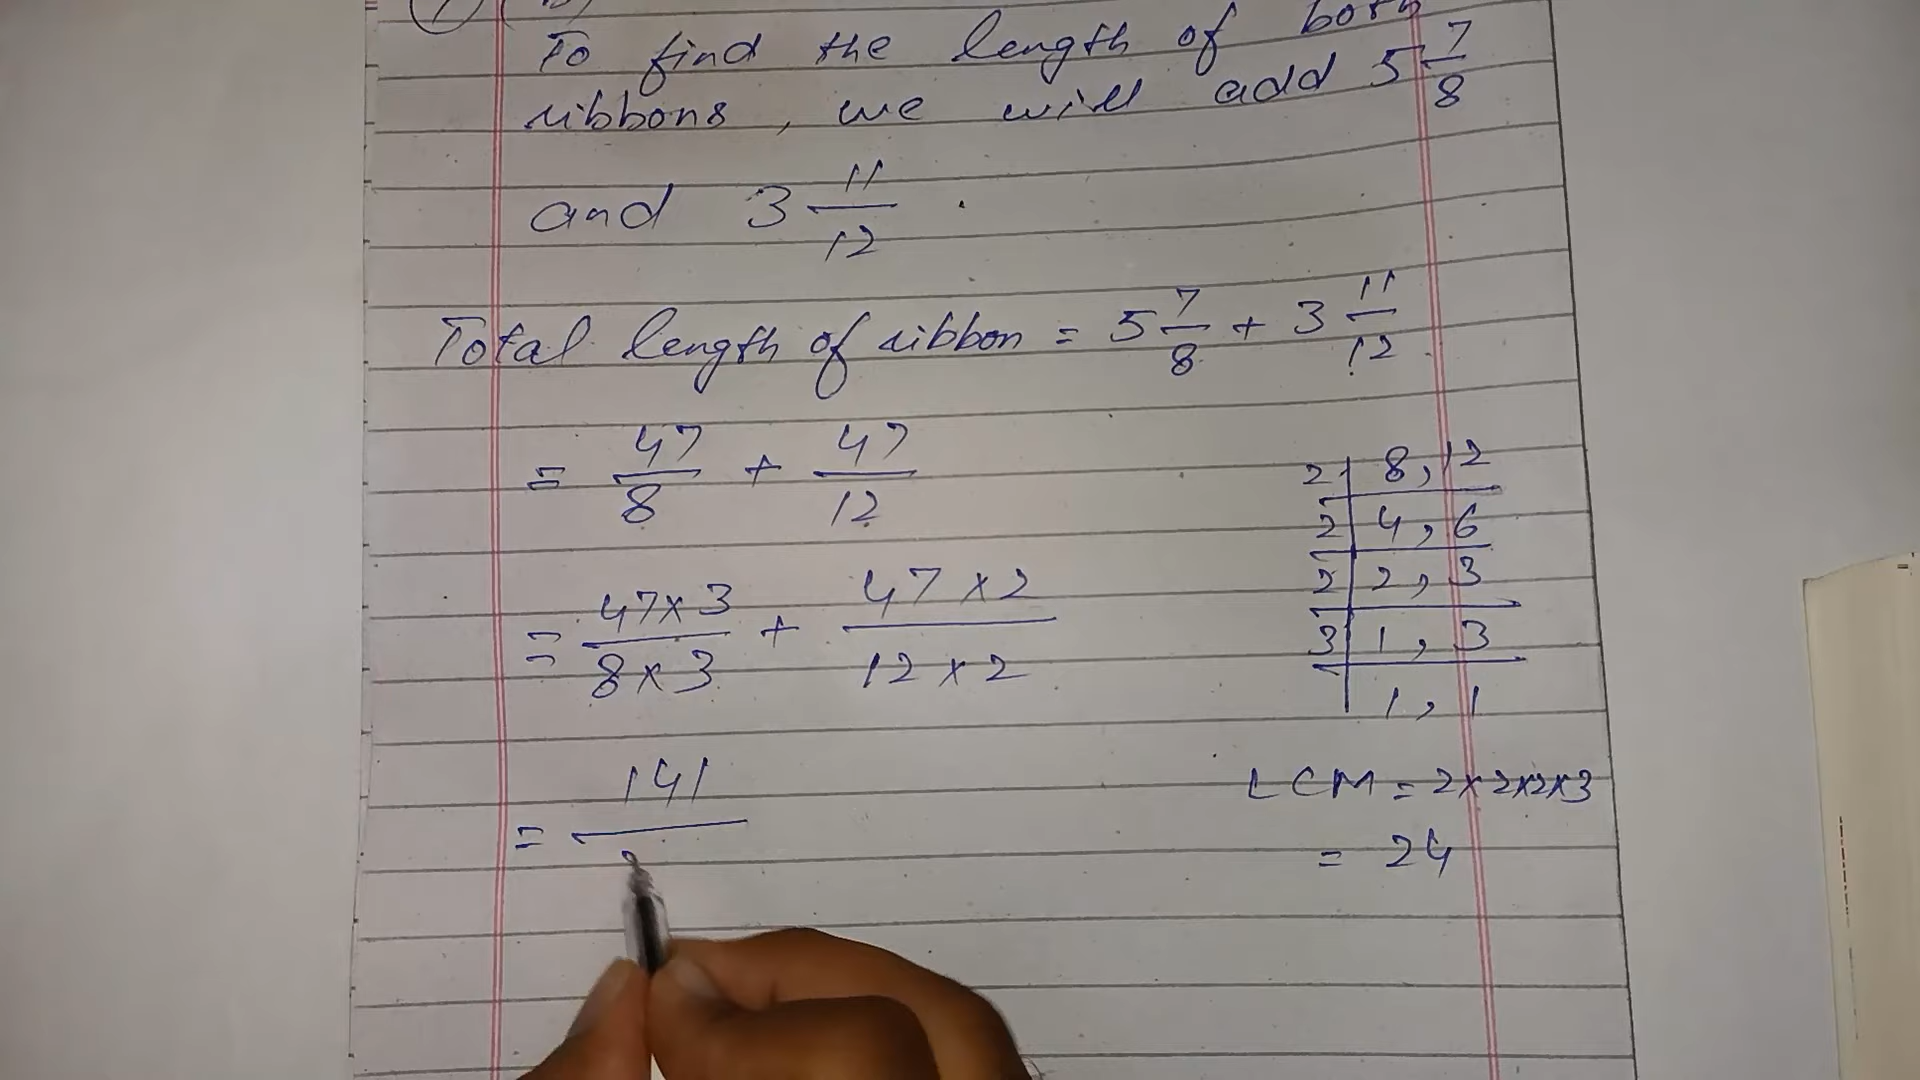 To find the length of both 
ribbons, we will add 5 7/8
and 3 11/12 .
Total length of ribbon = 5 7/8 + 3 11/12
= 47/8 + 47/12
= 47×3/8×3 + 47×2/12×2
= 141/
2 | 8, 12
2 | 4, 6
2 | 2, 3
3 | 1, 3
1, 1
LCM = 2×2×2×3
= 24